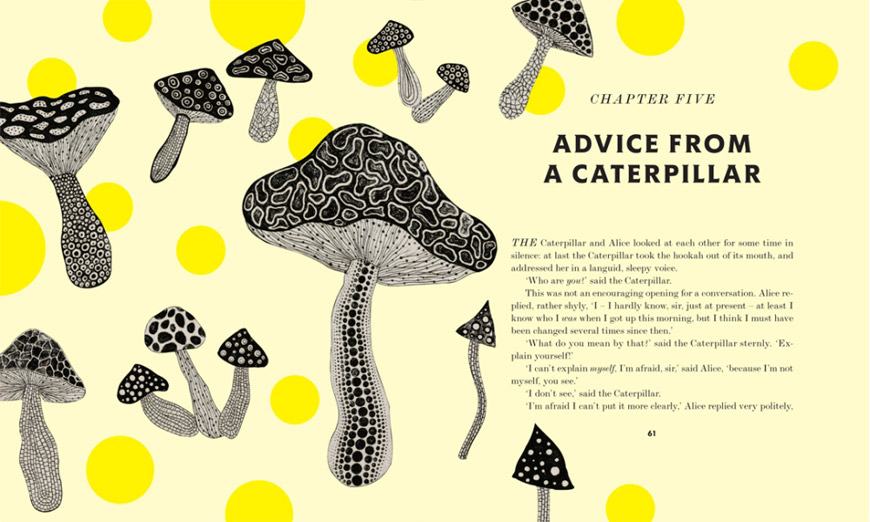 CHAPTER FIVE
ADVICE FROM
A CATERPILLAR
THE Caterpillar and Alice looked at each other for some time in
silence: at last the Caterpillar took the hookah out of its mouth, and
addressed her in a languid, sleepy voice.
‘Who are you?’ said the Caterpillar.
This was not an encouraging opening for a conversation. Alice re-
plied, rather shyly, ‘I – I hardly know, sir, just at present – at least I
know who I was when I got up this morning, but I think I must have
been changed several times since then.’
‘What do you mean by that?’ said the Caterpillar sternly. ‘Ex-
plain yourself!’
‘I can’t explain myself, I’m afraid, sir,’ said Alice, ‘because I’m not
myself, you see.’
‘I don’t see,’ said the Caterpillar.
‘I’m afraid I can’t put it more clearly,’ Alice replied very politely,
61